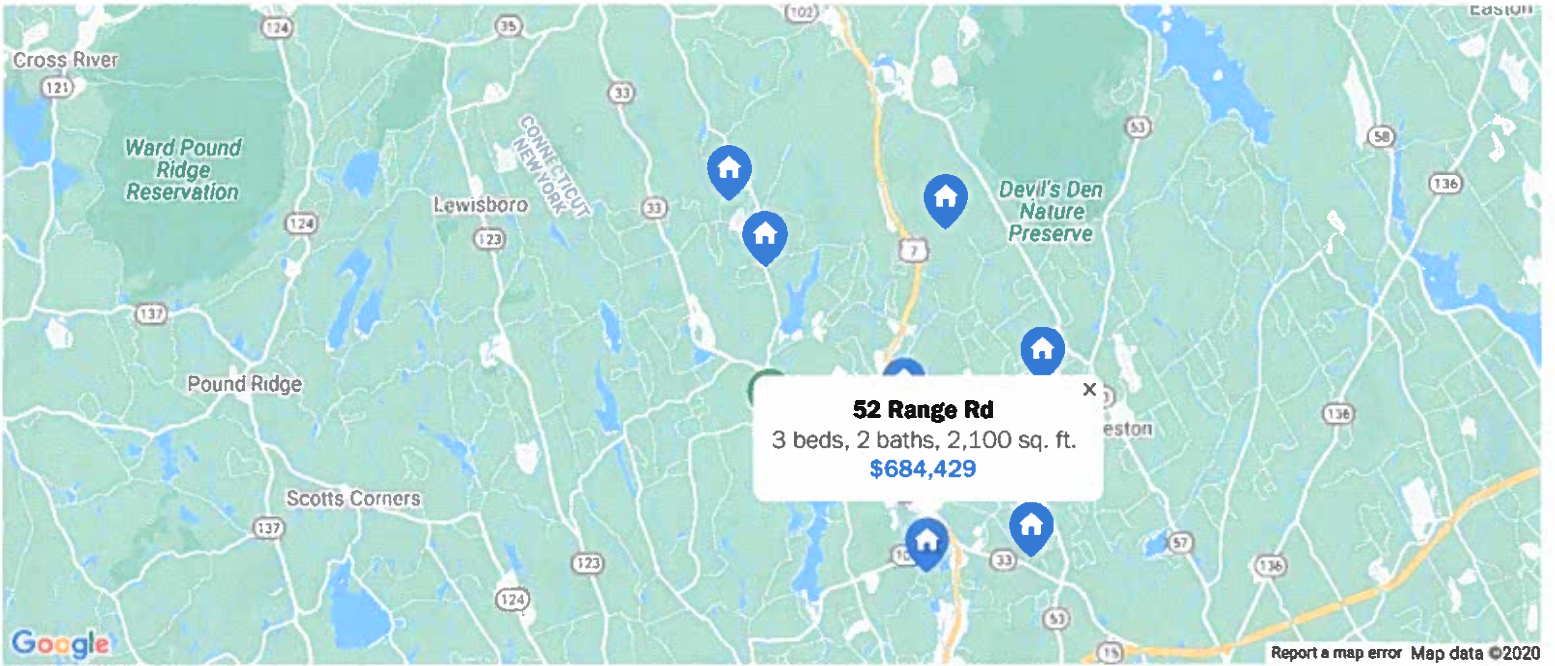 Easton
102
124
35
Cross River
121
33
53
58
CONNECTICUT
NEW YORK
Ward Pound
Ridge
Reservation
136
Devil's Den
Nature
Preserve
Lewisboro
33
124
123
7
137
Pound Ridge
×
52 Range Rd
3 beds, 2 baths, 2,100 sq. ft.
$684,429
eston
136
Scotts Corners
137
57
33
123
136
124
53
15
Google
Report a map error Map data ©2020